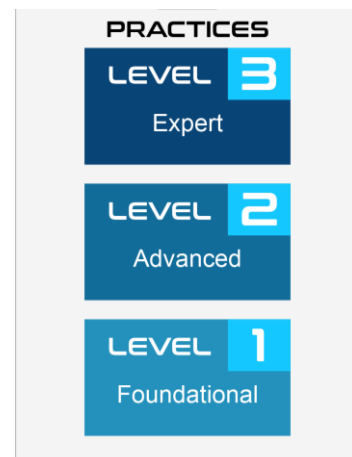 PRACTICES
LEVEL 3
Expert
LEVEL 2
Advanced
LEVEL 1
Foundational